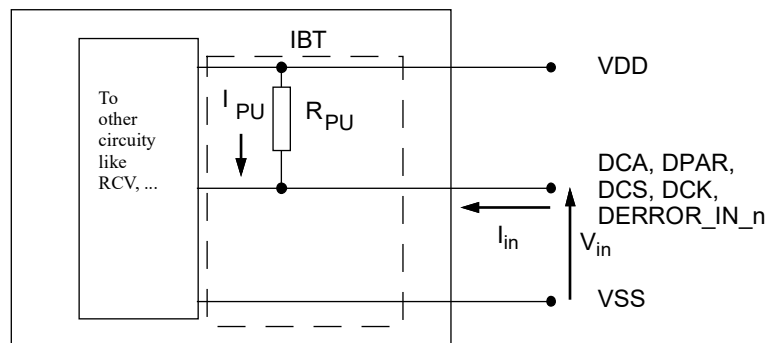 IBT
VDD
To
other
circuity
like
RCV, ...
I PU
R PU
DCA, DPAR,
DCS, DCK,
DERROR_IN_n
I in
V in
VSS